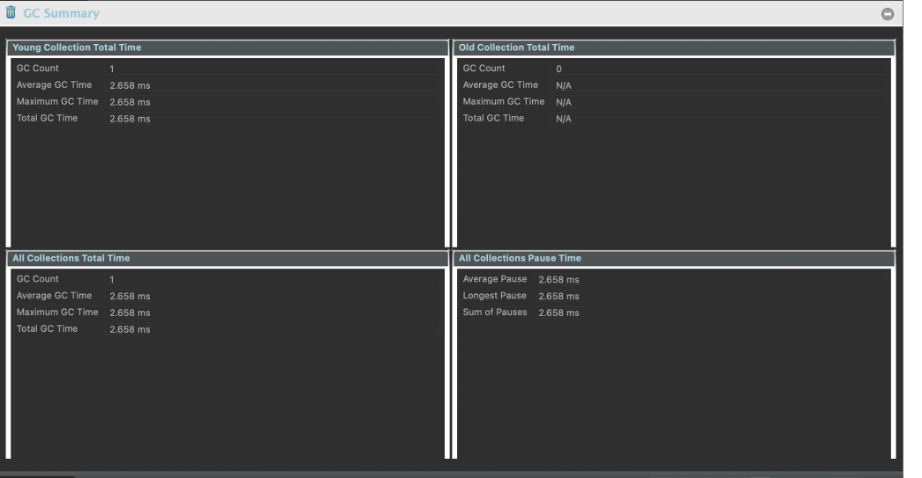 GC Summary
Young Collection Total Time
GC Count 1
Average GC Time 2.658 ms
Maximum GC Time 2.658 ms
Total GC Time 2.658 ms
Old Collection Total Time
GC Count 0
Average GC Time N/A
Maximum GC Time N/A
Total GC Time N/A
All Collections Total Time
GC Count 1
Average GC Time 2.658 ms
Maximum GC Time 2.658 ms
Total GC Time 2.658 ms
All Collections Pause Time
Average Pause 2.658 ms
Longest Pause 2.658 ms
Sum of Pauses 2.658 ms